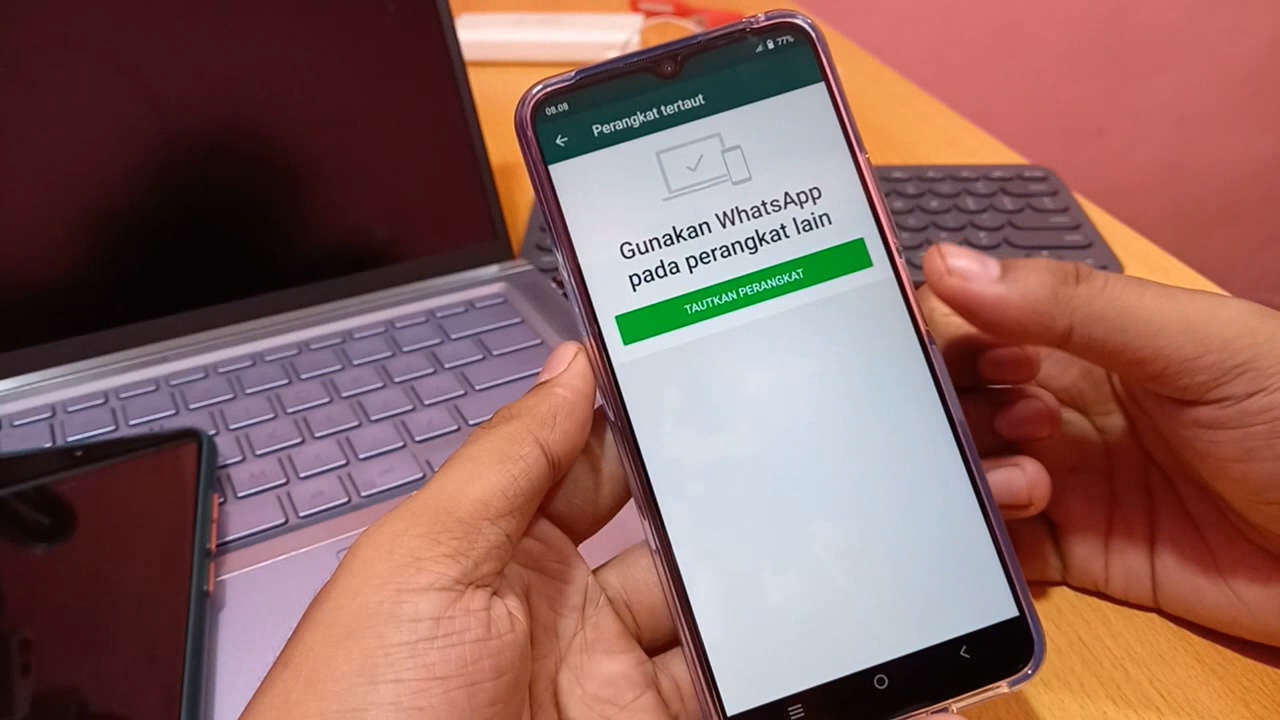 08.08
77%
Perangkat tertaut
Gunakan WhatsApp
pada perangkat lain
TAUTKAN PERANGKAT